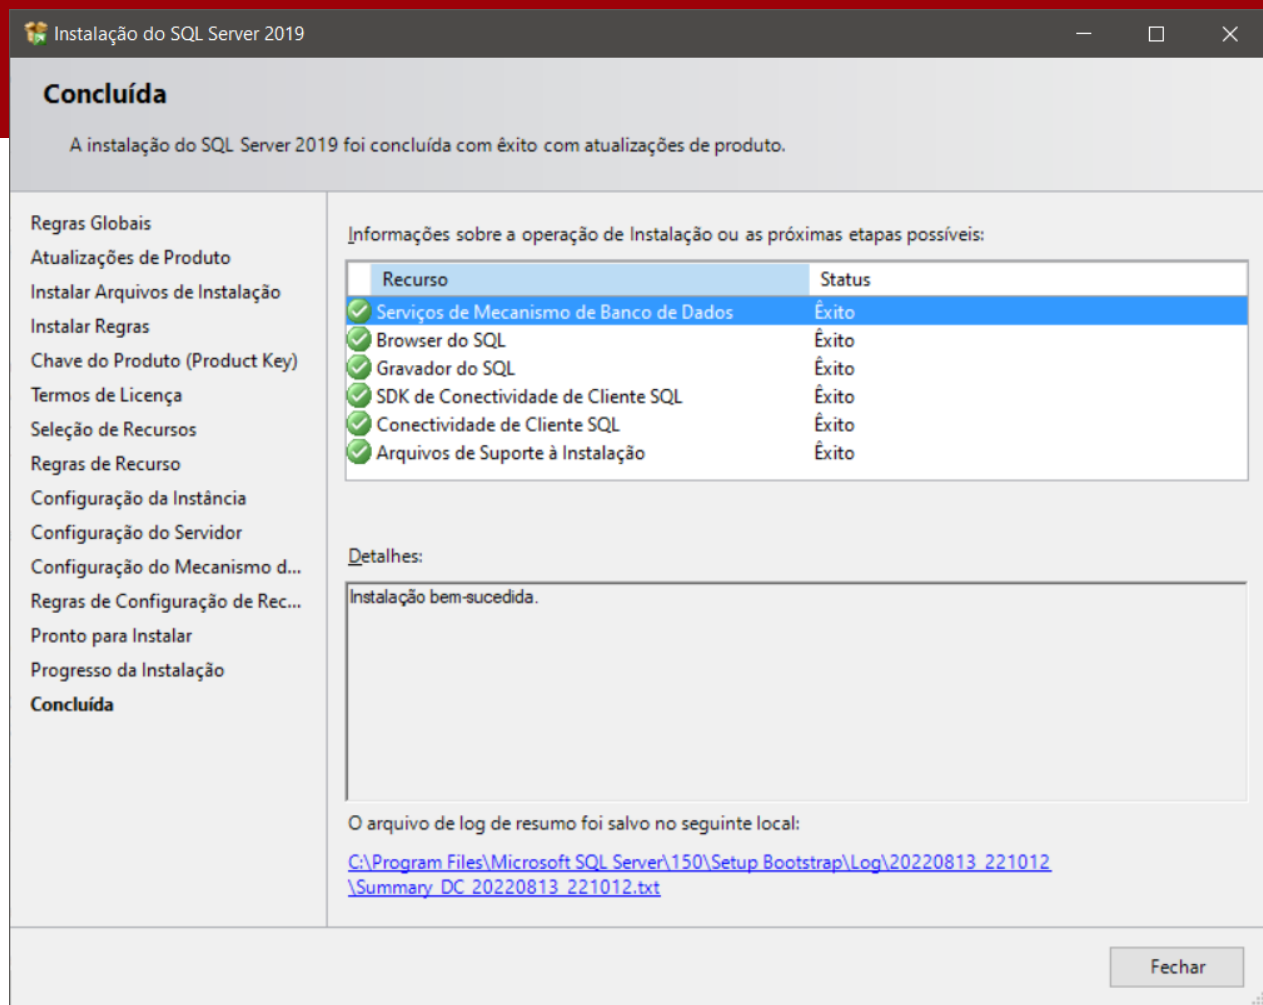 Instalação do SQL Server 2019
Concluída
A instalação do SQL Server 2019 foi concluída com êxito com atualizações de produto.
Regras Globais
Atualizações de Produto
Instalar Arquivos de Instalação
Instalar Regras
Chave do Produto (Product Key)
Termos de Licença
Seleção de Recursos
Regras de Recurso
Configuração da Instância
Configuração do Servidor
Configuração do Mecanismo d...
Regras de Configuração de Rec...
Pronto para Instalar
Progresso da Instalação
Concluída
Informações sobre a operação de Instalação ou as próximas etapas possíveis:
Recurso Status
Serviços de Mecanismo de Banco de Dados Êxito
Browser do SQL Êxito
Gravador do SQL Êxito
SDK de Conectividade de Cliente SQL Êxito
Conectividade de Cliente SQL Êxito
Arquivos de Suporte à Instalação Êxito
Detalhes:
Instalação bem-sucedida.
O arquivo de log de resumo foi salvo no seguinte local:
C:\Program Files\Microsoft SQL Server\150\Setup Bootstrap\Log\20220813_221012
\Summary_DC_20220813_221012.txt
Fechar